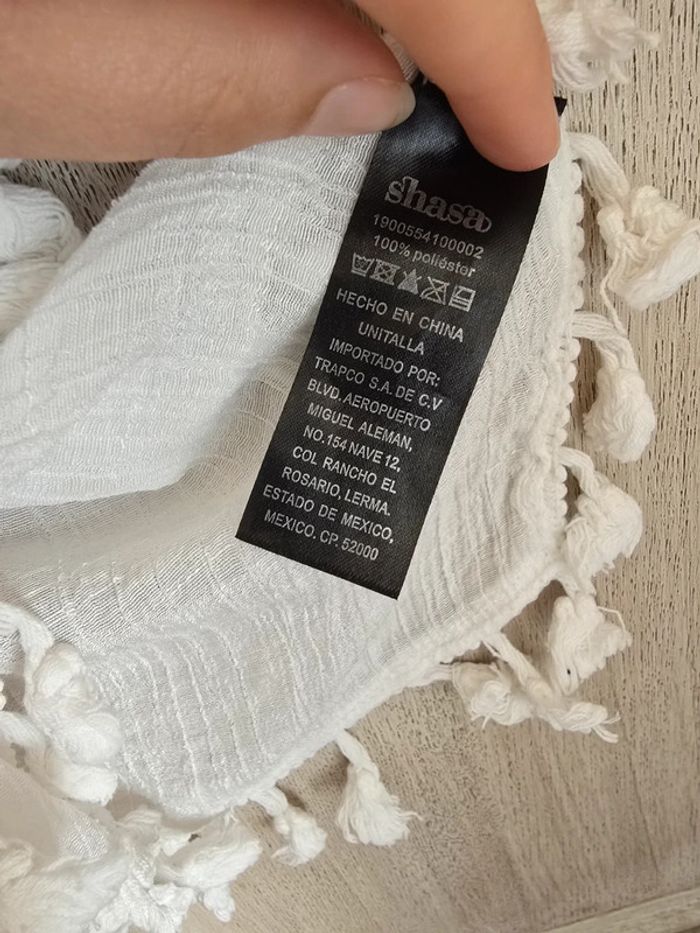 shasa
1900554100002
100% poliéster
HECHO EN CHINA
UNITALLA
IMPORTADO POR:
TRAPCO S.A. DE C.V
BLVD. AEROPUERTO
MIGUEL ALEMAN,
NO. 154 NAVE 12,
COL RANCHO EL
ROSARIO, LERMA.
ESTADO DE MEXICO,
MEXICO. CP. 52000